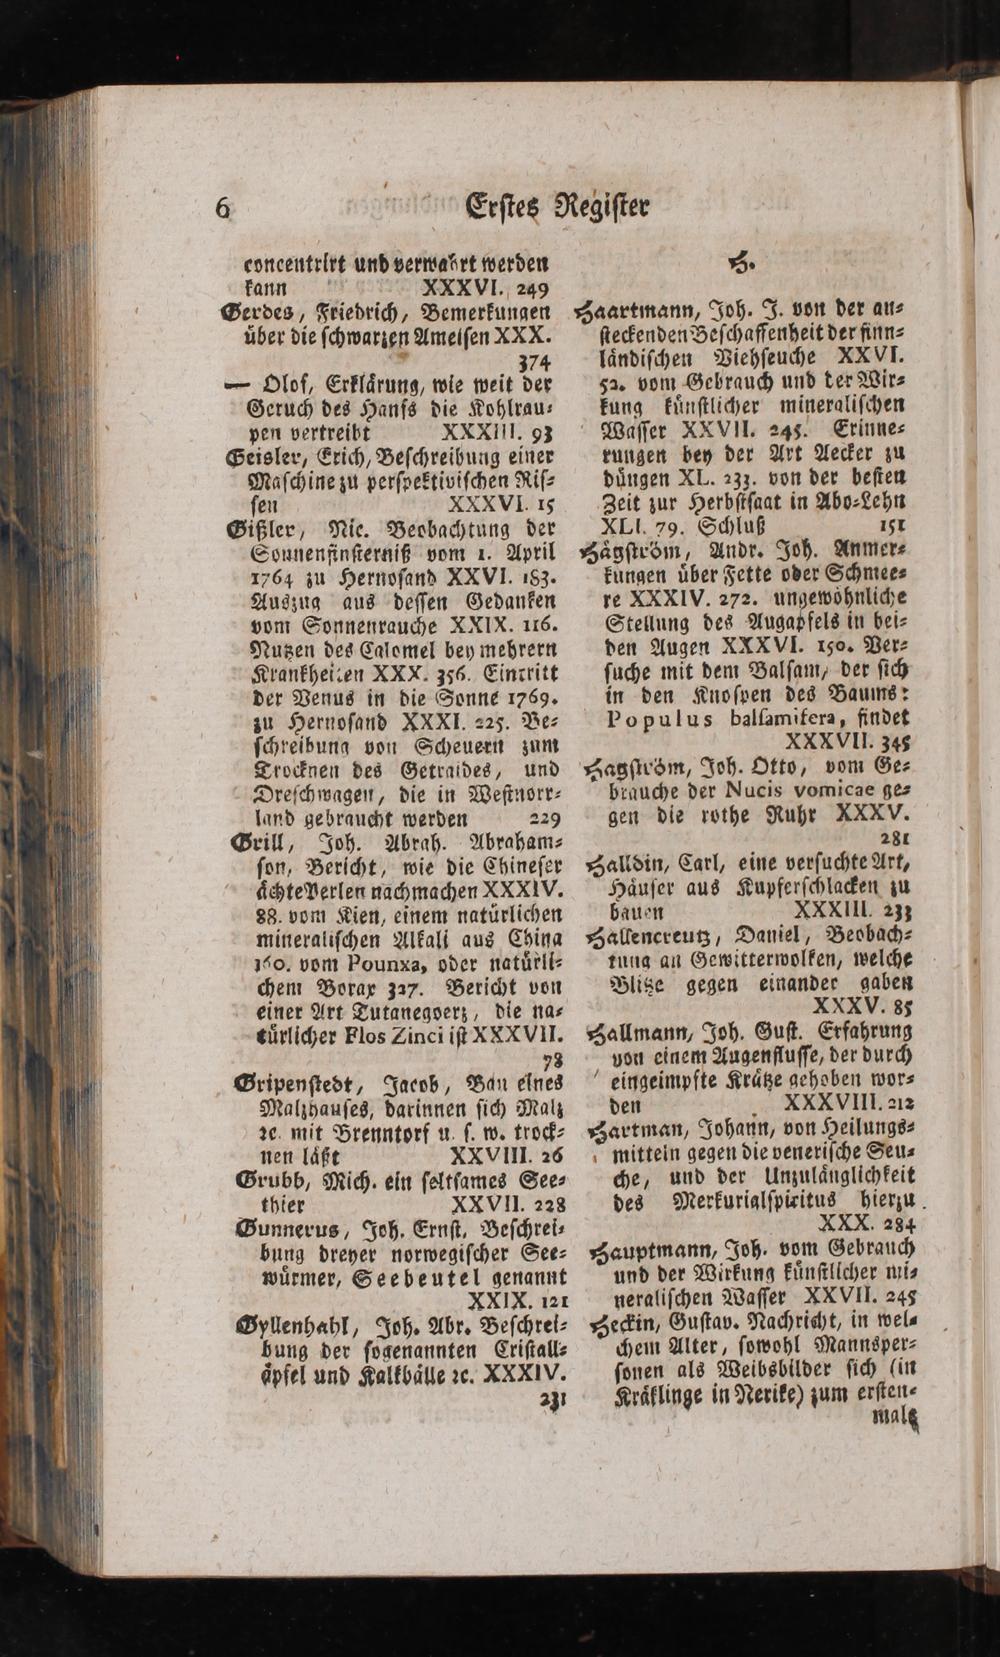 6
Erſtes Regiſter
concentrirt und verwahrt werden
kann XXXVI. 249
Gerdes, Friedrich, Bemerkungen
über die ſchwarzen Ameiſen XXX.
374
— Olof, Erklärung, wie weit der
Geruch des Hanfs die Kohlrau⸗
pen vertreibt XXXIII. 93
Geisler, Erich, Beſchreibung einer
Maſchine zu perſpektiviſchen Riſ⸗
ſen XXXVI. 15
Gißler, Nic. Beobachtung der
Sonnenfinſterniß vom 1. April
1764 zu Hernoſand XXVI. 183.
Auszug aus deſſen Gedanken
vom Sonnenrauche XXIX. 116.
Nutzen des Calomel bey mehrern
Krankheiten XXX. 356. Eintritt
der Venus in die Sonne 1769.
zu Hernoſand XXXI. 225. Be⸗
ſchreibung von Scheuern zum
Trocknen des Getraides, und
Dreſchwagen, die in Weſtnorr⸗
land gebraucht werden 229
Grill, Joh. Abrah. Abraham⸗
ſon, Bericht, wie die Chineſer
ächte Perlen nachmachen XXXIV.
88. vom Kien, einem natürlichen
mineraliſchen Alkali aus China
160. vom Pounxa, oder natürli⸗
chem Borax 327. Bericht von
einer Art Tutanegoerz, die na⸗
türlicher Flos Zinci iſt XXXVII.
78
Gripenſtedt, Jacob, Bau eines
Malzhauſes, darinnen ſich Malz
ꝛc. mit Brenntorf u. ſ. w. trock⸗
nen läßt XXVIII. 26
Grubb, Mich. ein ſeltſames See⸗
thier XXVII. 228
Gunnerus, Joh. Ernſt. Beſchrei⸗
bung dreyer norwegiſcher See⸗
würmer, Seebeutel genannt
XXIX. 121
Gyllenhahl, Joh. Abr. Beſchrei⸗
bung der ſogenannten Criſtall⸗
äpfel und Kalkbälle ꝛc. XXXIV.
231
H.
Haartmann, Joh. J. von der an⸗
ſteckenden Beſchaffenheit der finn⸗
ländiſchen Viehſeuche XXVI.
52. vom Gebrauch und der Wir⸗
kung künſtlicher mineraliſchen
Waſſer XXVII. 245. Erinne⸗
rungen bey der Art Aecker zu
düngen XL. 233. von der beſten
Zeit zur Herbſtſaat in Abo⸗Lehn
XLI. 79. Schluß 151
Hägſtröm, Andr. Joh. Anmer⸗
kungen über Fette oder Schmee⸗
re XXXIV. 272. ungewöhnliche
Stellung des Augapfels in bei⸗
den Augen XXXVI. 150. Ver⸗
ſuche mit dem Balſam, der ſich
in den Knoſpen des Baums:
Populus balſamifera, findet
XXXVII. 345
Hagſtröm, Joh. Otto, vom Ge⸗
brauche der Nucis vomicae ge⸗
gen die rothe Ruhr XXXV.
281
Halldin, Carl, eine verſuchte Art,
Häuſer aus Kupferſchlacken zu
bauen XXXIII. 233
Hallencreutz, Daniel, Beobach⸗
tung an Gewitterwolken, welche
Blitze gegen einander gaben
XXXV. 85
Hallmann, Joh. Guſt. Erfahrung
von einem Augenfluſſe, der durch
eingeimpfte Krätze gehoben wor⸗
den XXXVIII. 212
Hartman, Johann, von Heilungs⸗
mitteln gegen die veneriſche Seu⸗
che, und der Unzulänglichkeit
des Merkurialſpiritus hierzu
XXX. 284
Hauptmann, Joh. vom Gebrauch
und der Wirkung künſtlicher mi⸗
neraliſchen Waſſer XXVII. 245
Heckin, Guſtav. Nachricht, in wel⸗
chem Alter, ſowohl Mannsper⸗
ſonen als Weibsbilder ſich (in
Kräklinge in Nerike) zum erſten⸗
mals